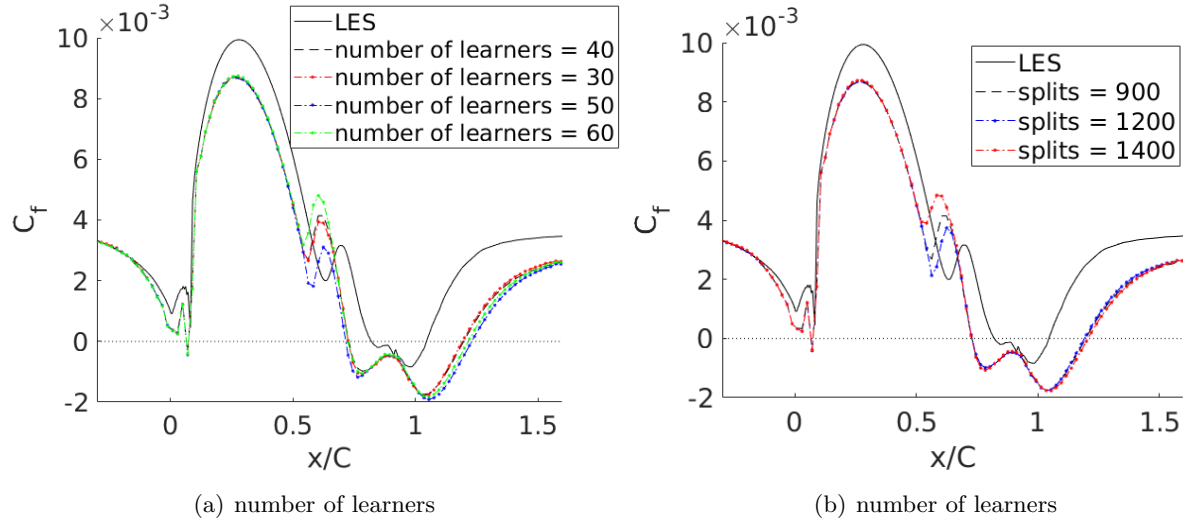 ×10⁻³
10
8
6
4
2
0
-2
C_f
0
0.5
1
1.5
x/C
LES
number of learners = 40
number of learners = 30
number of learners = 50
number of learners = 60
(a) number of learners
×10⁻³
10
8
6
4
2
0
-2
C_f
0
0.5
1
1.5
x/C
LES
splits = 900
splits = 1200
splits = 1400
(b) number of learners